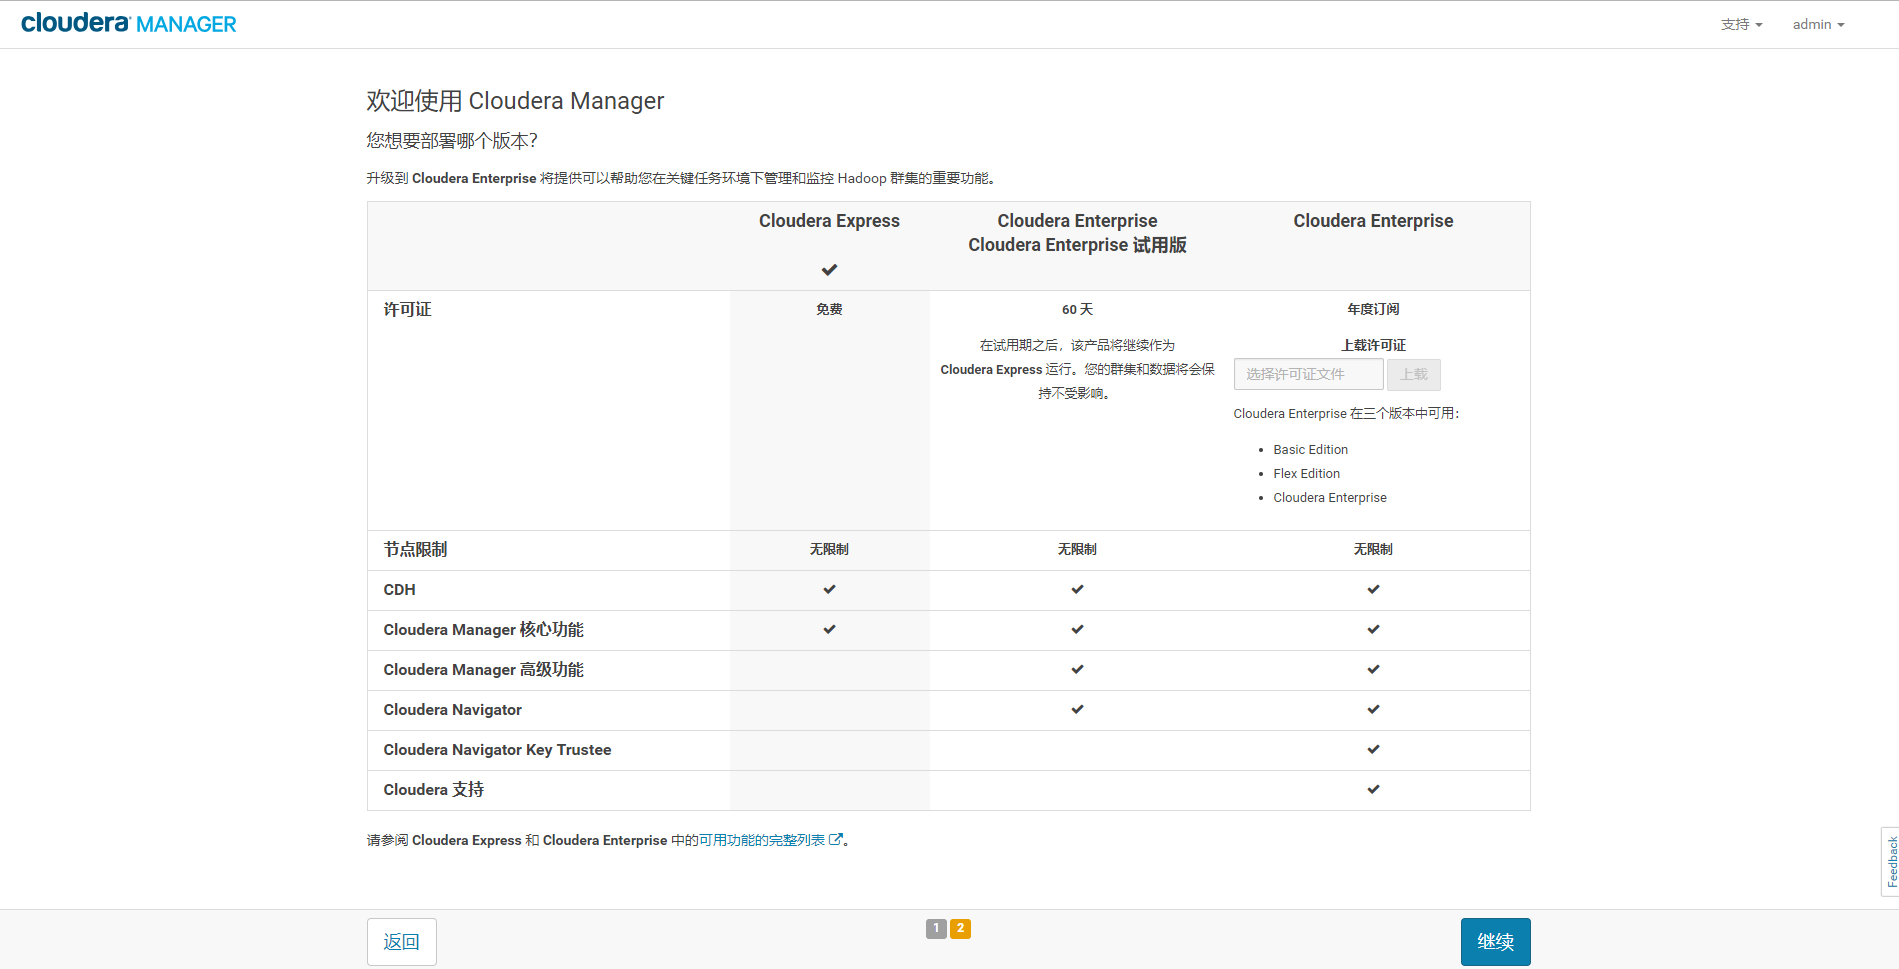 cloudera MANAGER
支持 admin
欢迎使用 Cloudera Manager
您想要部署哪个版本?
升级到 Cloudera Enterprise 将提供可以帮助您在关键任务环境下管理和监控 Hadoop 群集的重要功能。
Cloudera Express
Cloudera Enterprise
Cloudera Enterprise 试用版
Cloudera Enterprise
许可证
免费
60 天
在试用期之后，该产品将继续作为
Cloudera Express 运行。您的群集和数据将会保
持不受影响。
年度订阅
上载许可证
选择许可证文件 上载
Cloudera Enterprise 在三个版本中可用：
Basic Edition
Flex Edition
Cloudera Enterprise
节点限制 无限制 无限制 无限制
CDH
Cloudera Manager 核心功能
Cloudera Manager 高级功能
Cloudera Navigator
Cloudera Navigator Key Trustee
Cloudera 支持
请参阅 Cloudera Express 和 Cloudera Enterprise 中的可用功能的完整列表。
Feedback
返回 1 2 继续